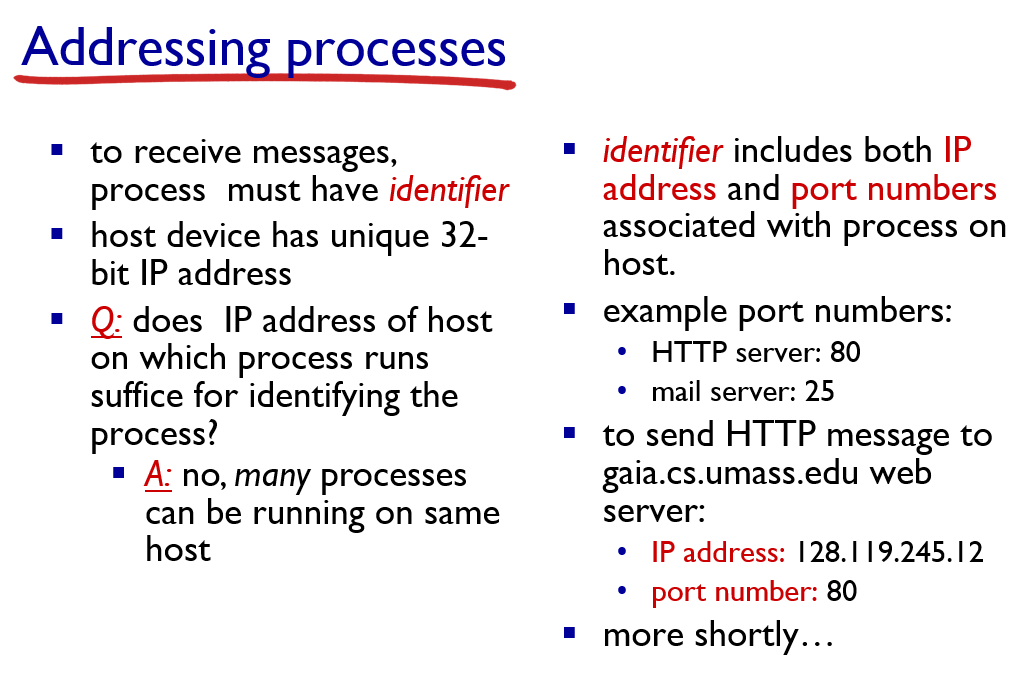 Addressing processes
to receive messages,
process must have identifier
host device has unique 32-
bit IP address
Q: does IP address of host
on which process runs
suffice for identifying the
process?
A: no, many processes
can be running on same
host
identifier includes both IP
address and port numbers
associated with process on
host.
example port numbers:
HTTP server: 80
mail server: 25
to send HTTP message to
gaia.cs.umass.edu web
server:
IP address: 128.119.245.12
port number: 80
more shortly…